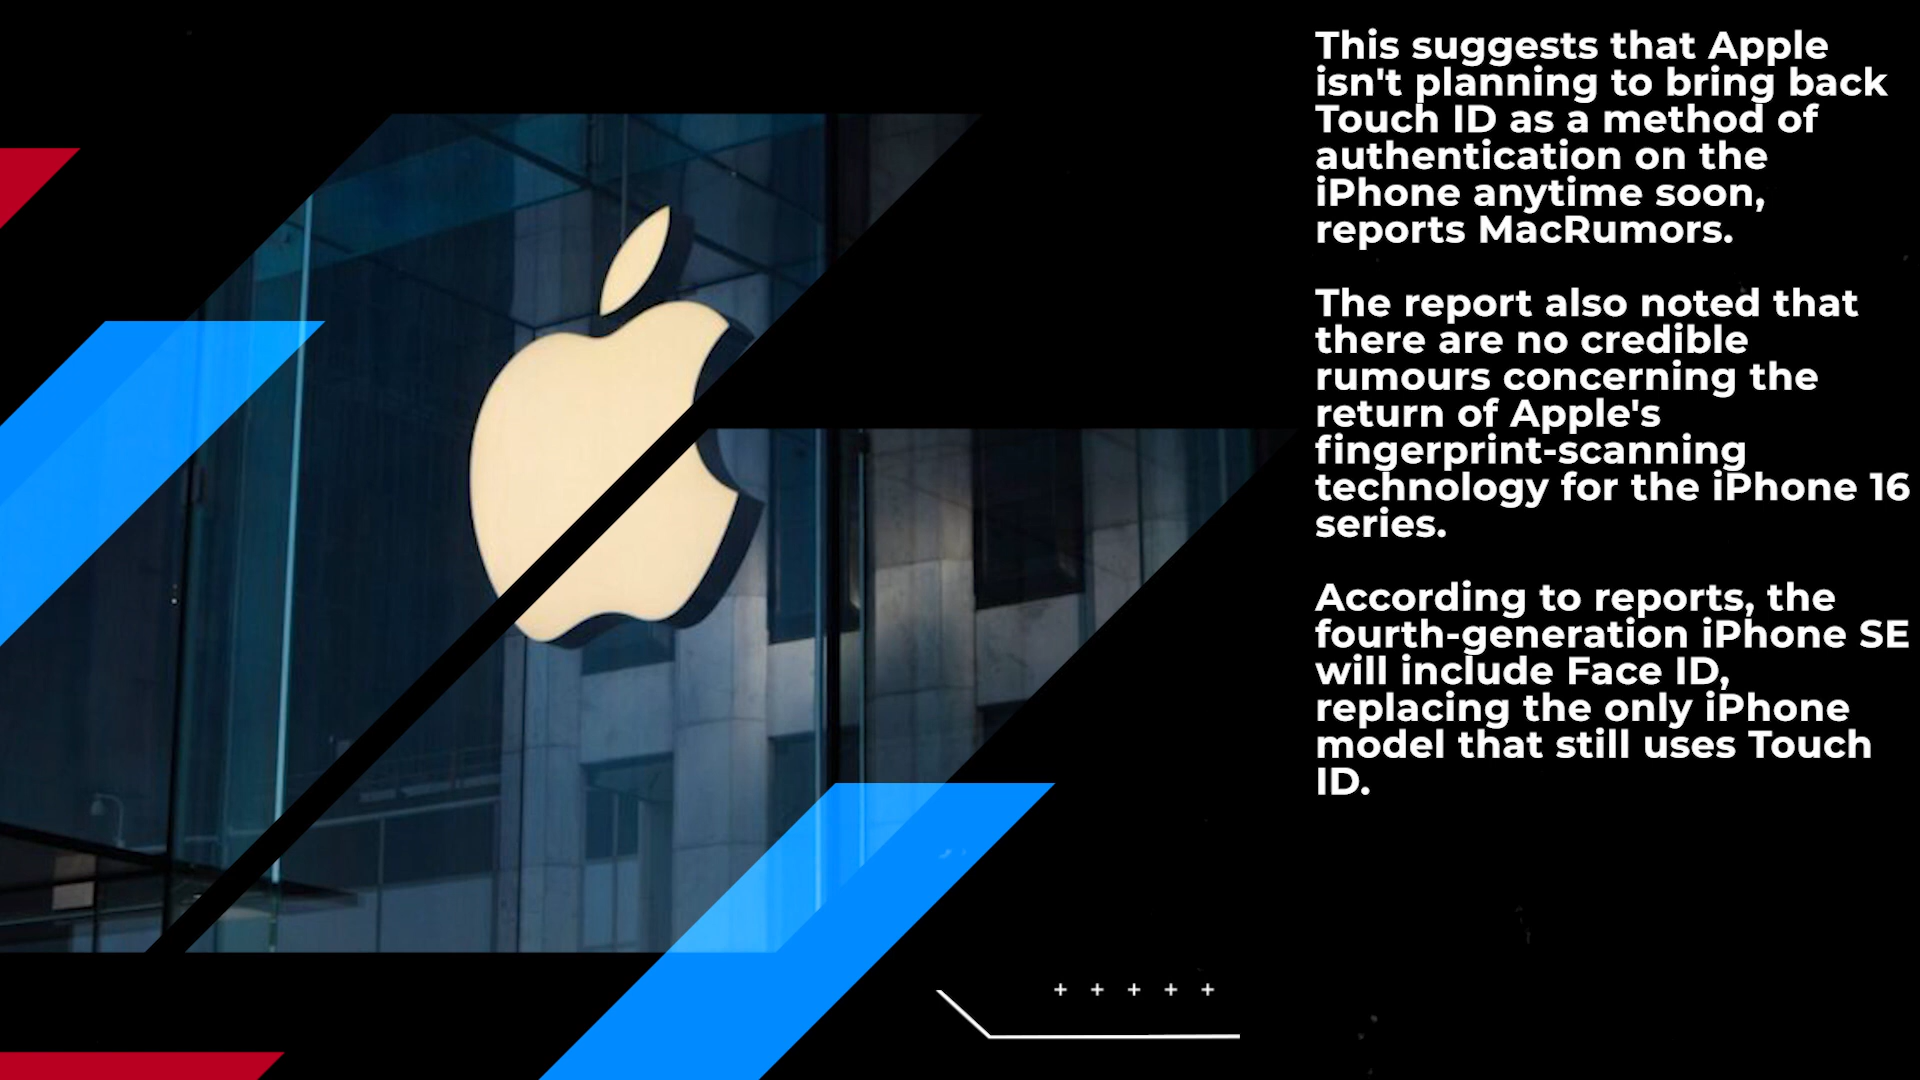 This suggests that Apple
isn't planning to bring back
Touch ID as a method of
authentication on the
iPhone anytime soon,
reports MacRumors.
The report also noted that
there are no credible
rumours concerning the
return of Apple's
fingerprint-scanning
technology for the iPhone 16
series.
According to reports, the
fourth-generation iPhone SE
will include Face ID,
replacing the only iPhone
model that still uses Touch
ID.